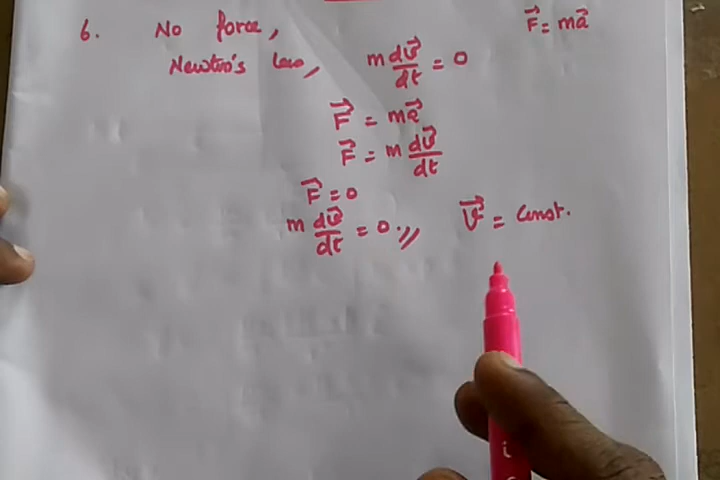 6. No force,
F⃗ = ma⃗
Newton's law, m dv⃗/dt = 0
F⃗ = ma⃗
F⃗ = m dv⃗/dt
F⃗ = 0
m dv⃗/dt = 0 //
v⃗ = Const.